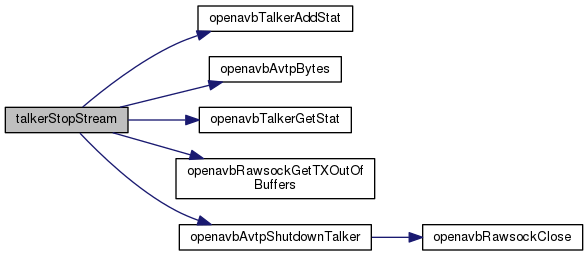 openavbTalkerAddStat
openavbAvtpBytes
talkerStopStream
openavbTalkerGetStat
openavbRawsockGetTXOutOf
Buffers
openavbAvtpShutdownTalker
openavbRawsockClose